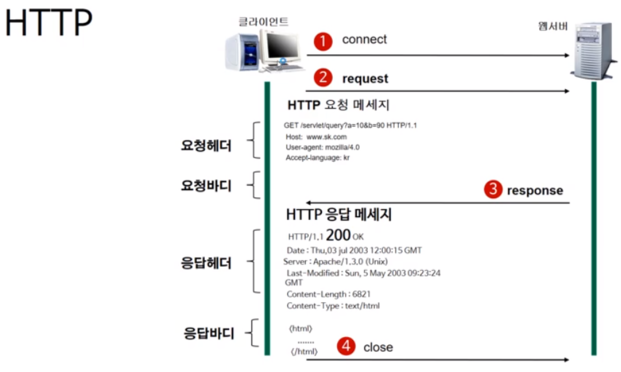 HTTP
클라이언트
웹서버
1 connect
2 request
HTTP 요청 메세지
요청헤더
GET /servlet/query?a=10&b=90 HTTP/1.1
Host: www.sk.com
User-agent: mozilla/4.0
Accept-language: kr
요청바디
3 response
HTTP 응답 메세지
응답헤더
HTTP/1.1 200 OK
Date : Thu,03 jul 2003 12:00:15 GMT
Server : Apache/1.3.0 (Unix)
Last-Modified : Sun, 5 May 2003 09:23:24
GMT
Content-Length : 6821
Content-Type : text/html
응답바디
⟨html⟩
.......
⟨/html⟩
4 close